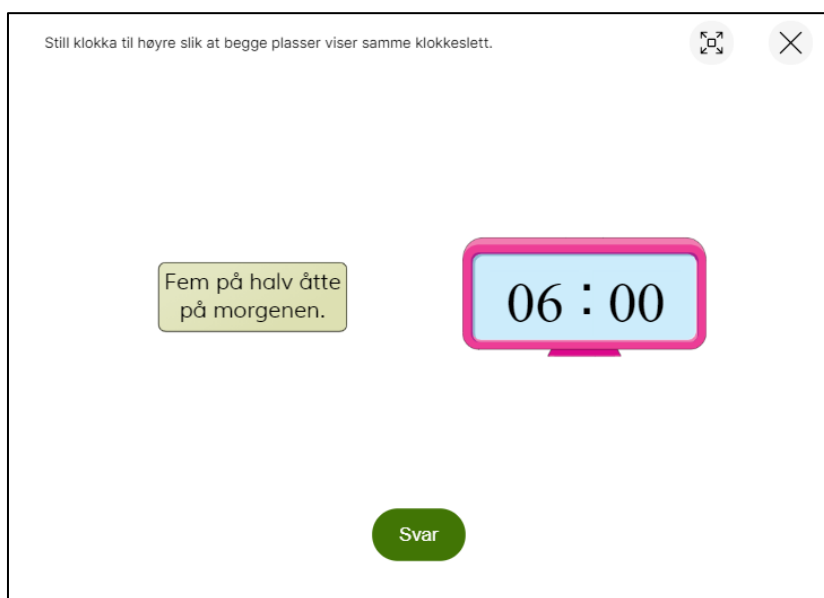 Still klokka til høyre slik at begge plasser viser samme klokkeslett.
Fem på halv åtte
på morgenen.
06 : 00
Svar